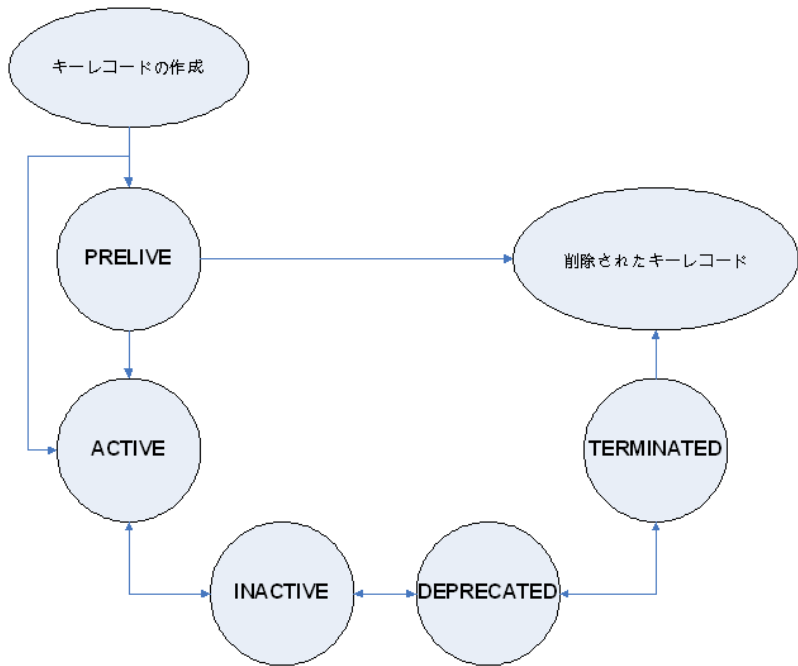 キーレコードの作成
PRELIVE
削除されたキーレコード
ACTIVE
TERMINATED
INACTIVE
DEPRECATED